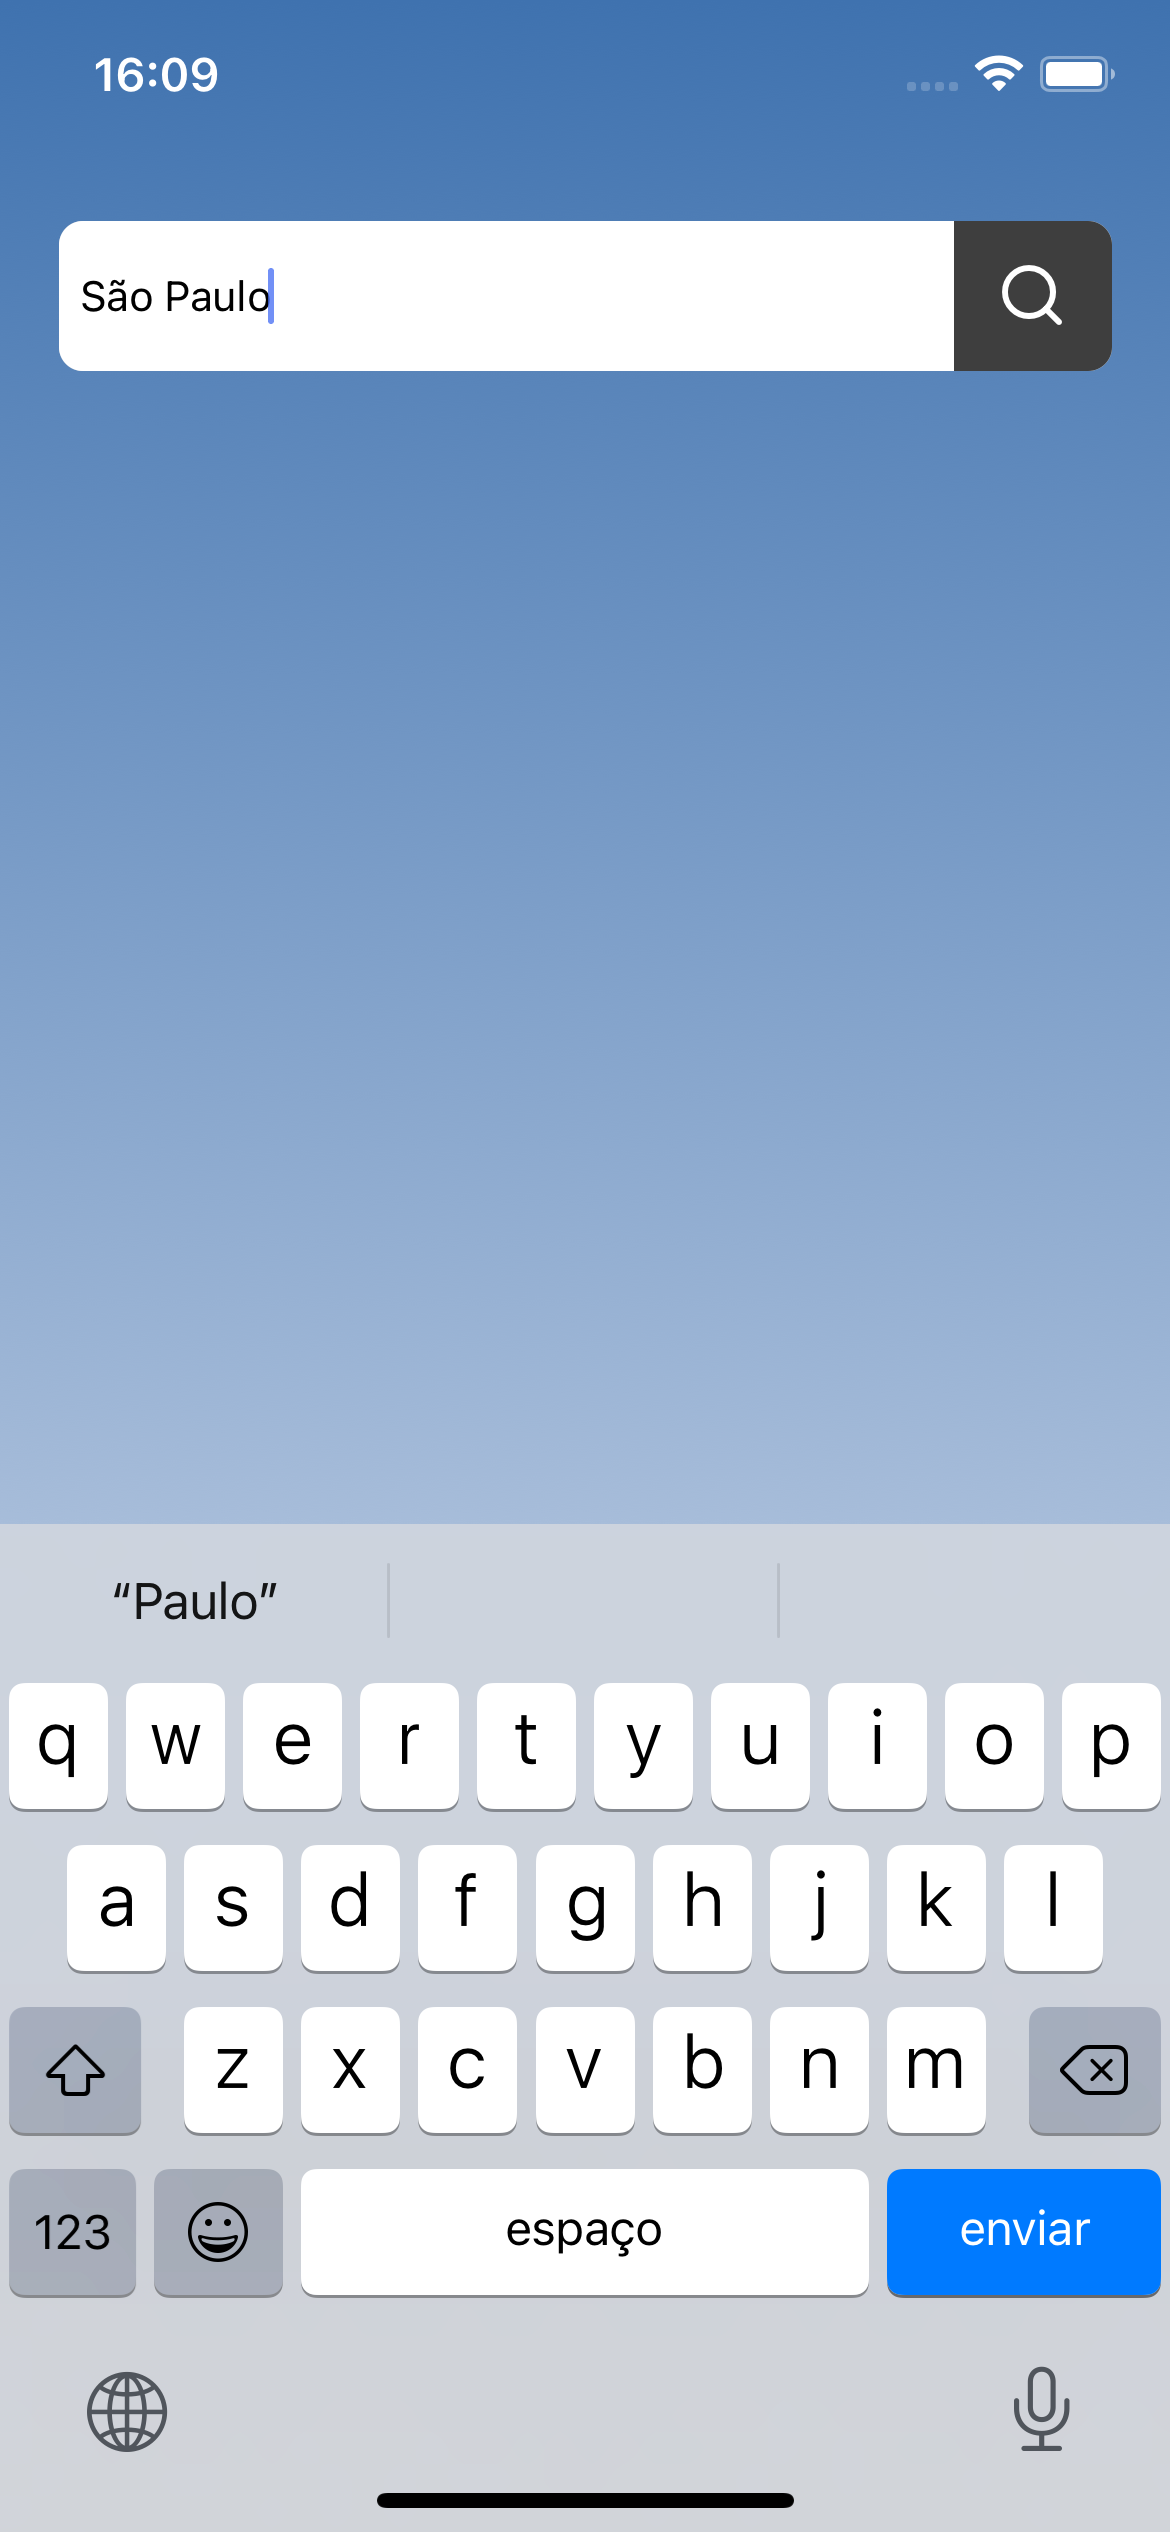 16:09
São Paulo
“Paulo”
q w e r t y u i o p
a s d f g h j k l
z x c v b n m
123 espaço enviar